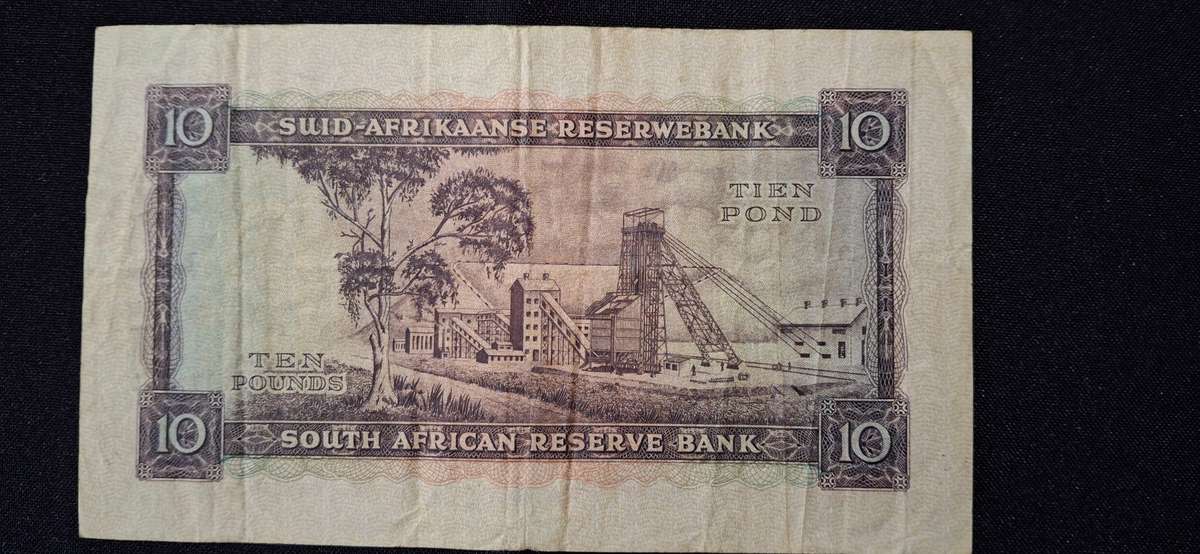 10 SUID-AFRIKAANSE RESERWEBANK 10
TIEN
POND
TEN
POUNDS
10 SOUTH AFRICAN RESERVE BANK 10